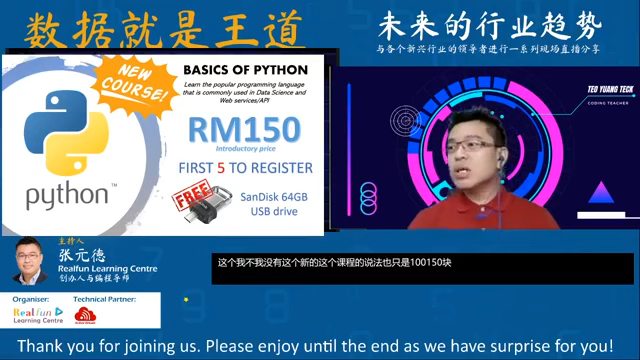 数据就是王道
未来的行业趋势
与各个新兴行业的领导者进行一系列现场直播分享
NEW
COURSE!
BASICS OF PYTHON
Learn the popular programming language
that is commonly used in Data Science and
Web services/API
RM150
Introductory price
FIRST 5 TO REGISTER
FREE
SanDisk 64GB
USB drive
python™
TEO YUANG TECK
CODING TEACHER
主持人
张元德
Realfun Learning Centre
创办人与编程导师
这个我不我没有这个新的这个课程的说法也只是100150块
Organiser:
Technical Partner:
Realfun
Learning Centre
Thank you for joining us. Please enjoy until the end as we have surprise for you!